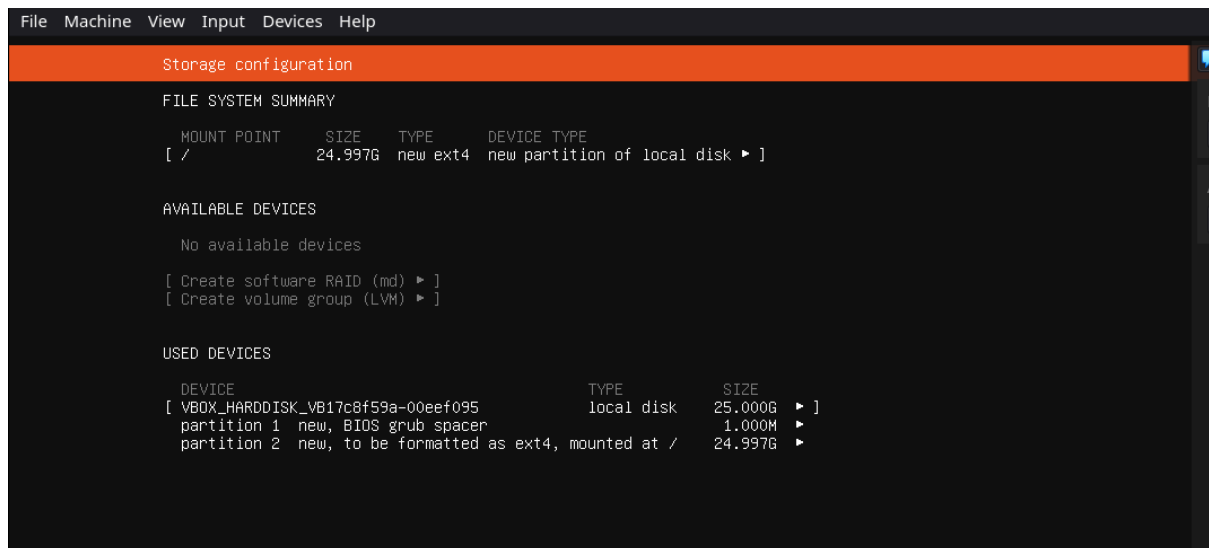 File Machine View Input Devices Help
Storage configuration
FILE SYSTEM SUMMARY
MOUNT POINT SIZE TYPE DEVICE TYPE
[ / 24.997G new ext4 new partition of local disk ▸ ]
AVAILABLE DEVICES
No available devices
[ Create software RAID (md) ▸ ]
[ Create volume group (LVM) ▸ ]
USED DEVICES
DEVICE TYPE SIZE
[ VBOX_HARDDISK_VB17c8f59a-00eef095 local disk 25.000G ▸ ]
partition 1 new, BIOS grub spacer 1.000M ▸
partition 2 new, to be formatted as ext4, mounted at / 24.997G ▸